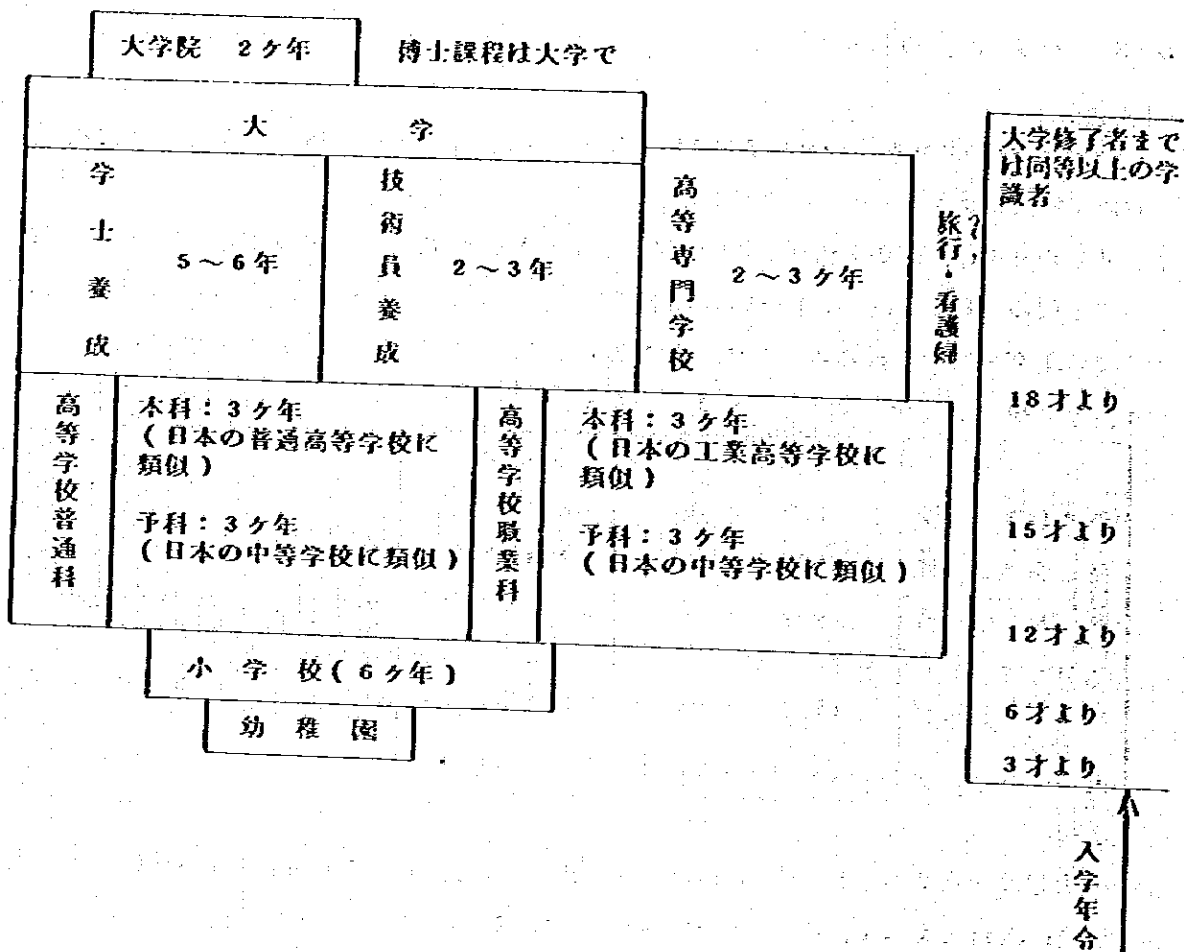 大学院 2ヶ年
博士課程は大学で
大 学
学士養成
5～6年
技術員養成
2～3年
高等専門学校
2～3ヶ年
旅行・看護婦
高等学校普通科
本科：3ヶ年
(日本の普通高等学校に
類似)
予科：3ヶ年
(日本の中等学校に類似)
高等学校職業科
本科：3ヶ年
(日本の工業高等学校に
類似)
予科：3ヶ年
(日本の中等学校に類似)
小 学 校(6ヶ年)
幼 稚 園
大学修了者まで
は同等以上の学
識者
18才より
15才より
12才より
6才より
3才より
入学年令